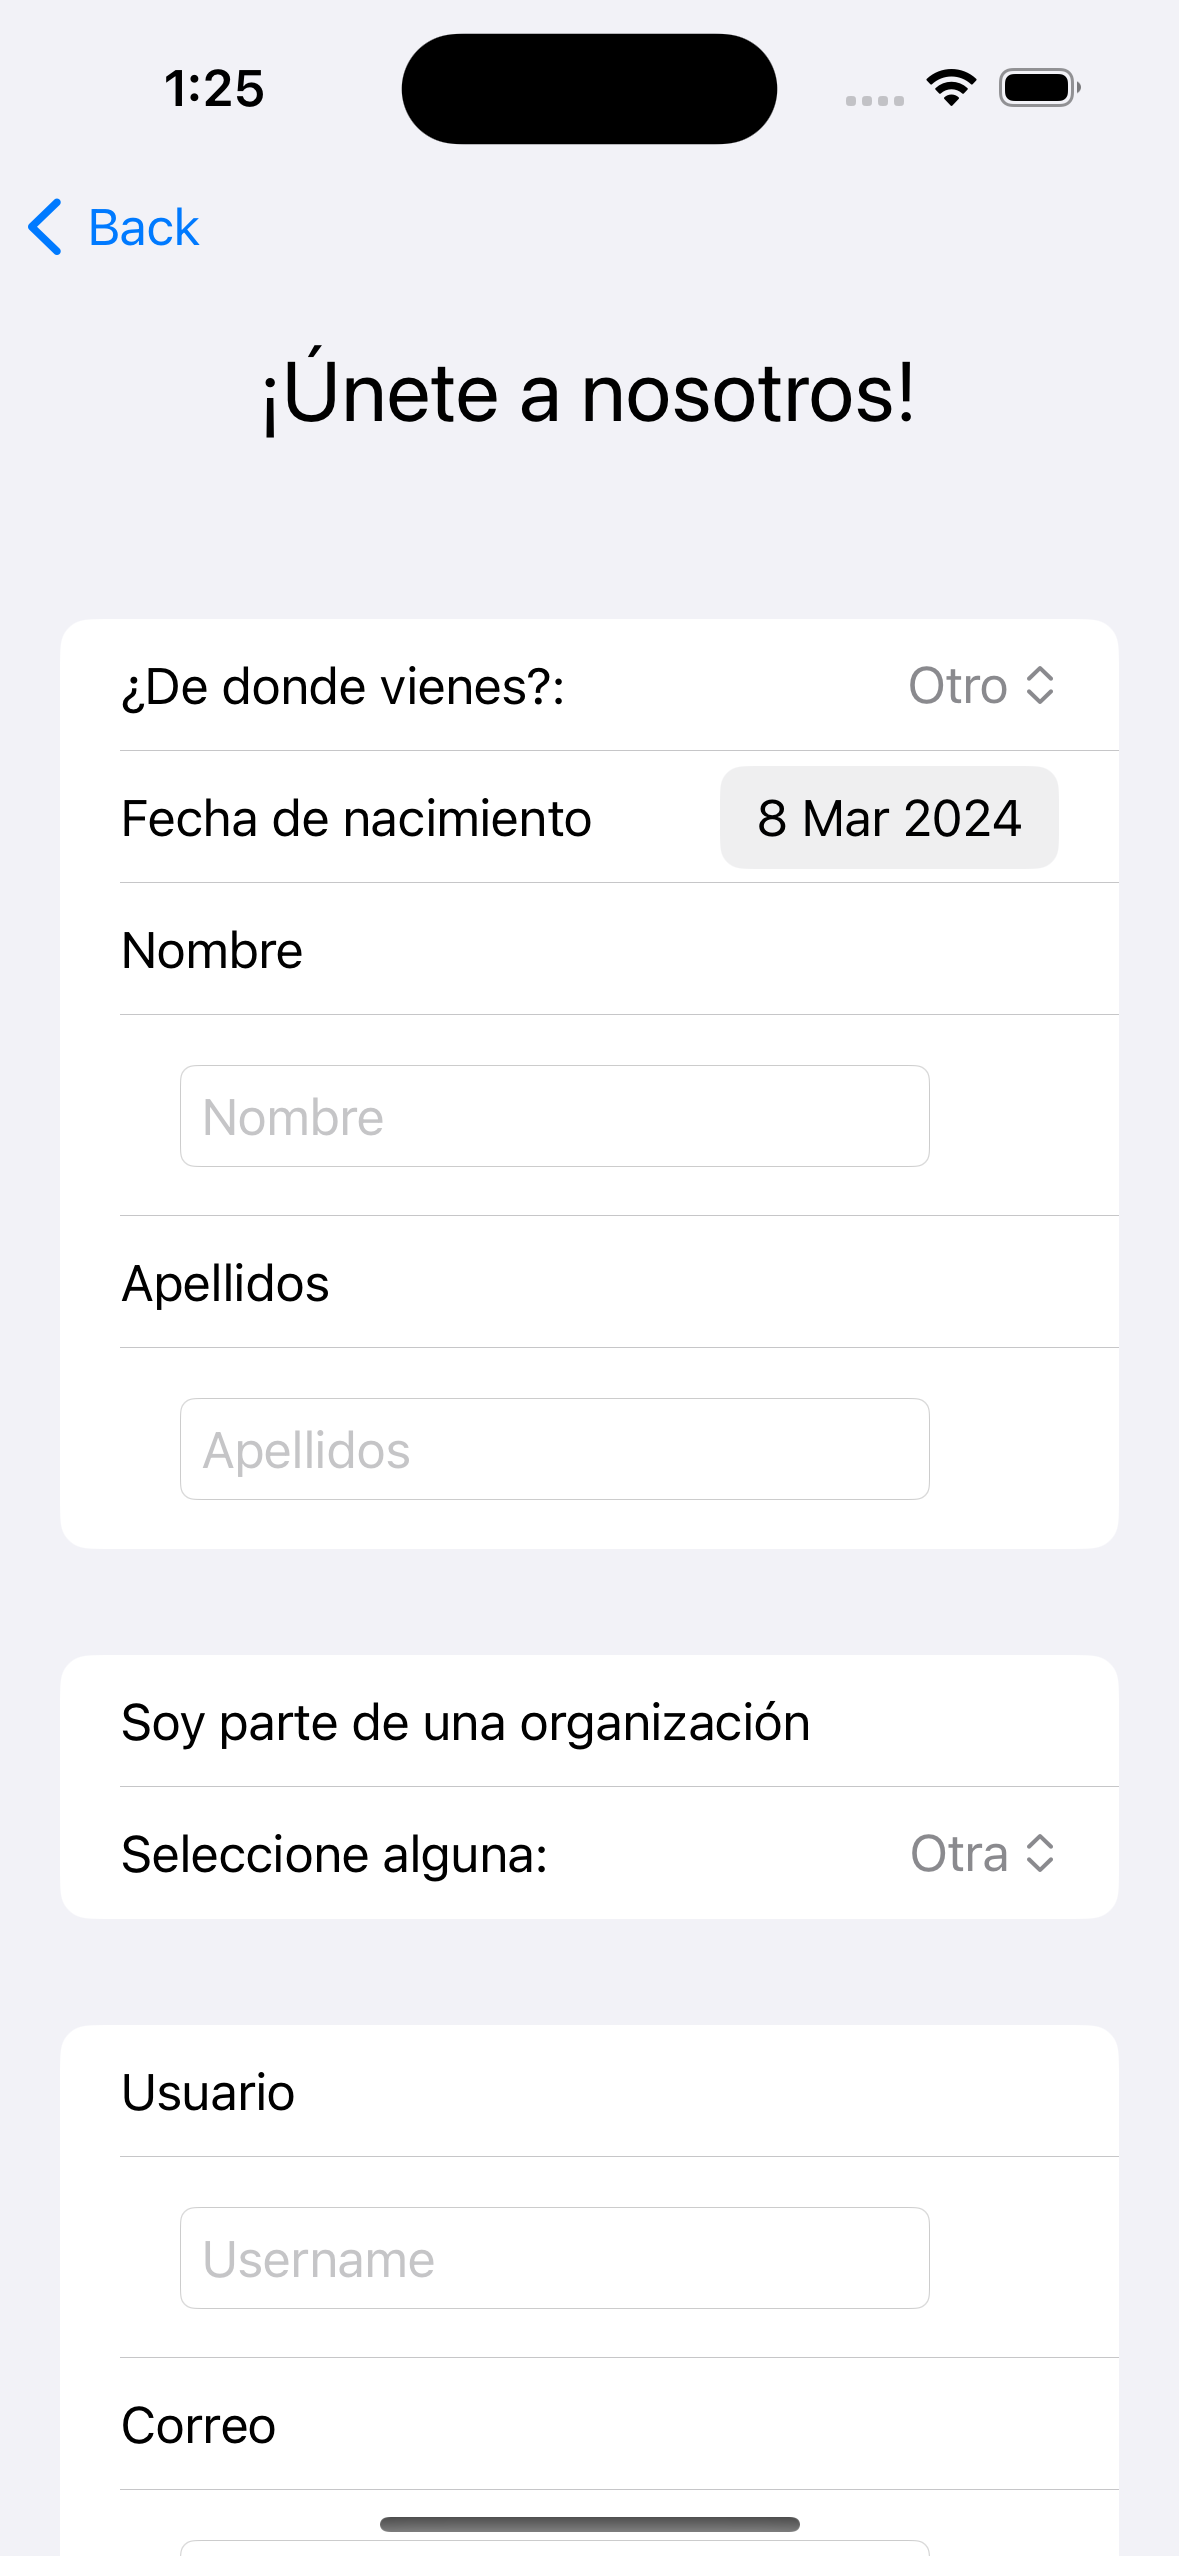 1:25
Back
¡Únete a nosotros!
¿De donde vienes?: Otro
Fecha de nacimiento 8 Mar 2024
Nombre
Nombre
Apellidos
Apellidos
Soy parte de una organización
Seleccione alguna: Otra
Usuario
Username
Correo